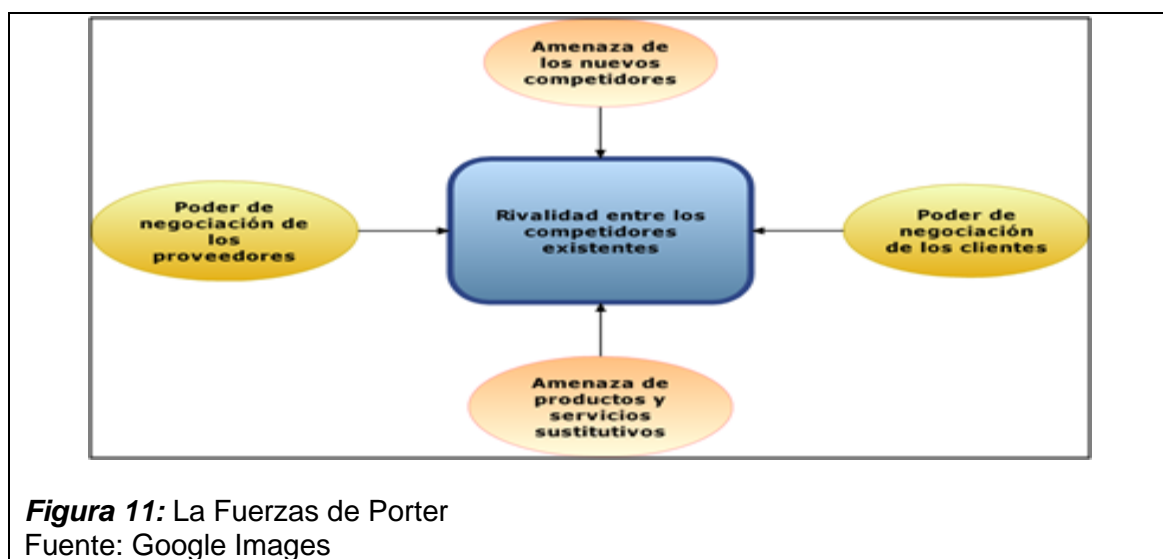 Amenaza de
los nuevos
competidores
Poder de
negociación de
los
proveedores
Rivalidad entre los
competidores
existentes
Poder de
negociación
de los clientes
Amenaza de
productos y
servicios
sustitutivos
Figura 11: La Fuerzas de Porter
Fuente: Google Images